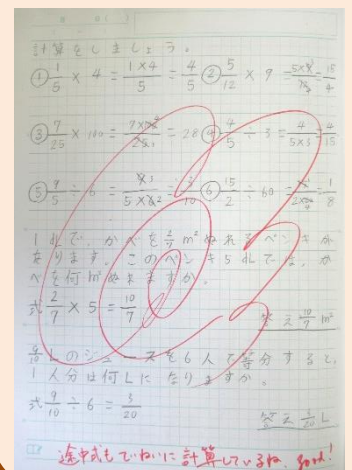 計算をしましょう。
① 1/5 × 4 = 1×4/5 = 4/5 ② 5/12 × 9 = 5×9/12 = 15/4
③ 7/25 × 100 = 7×100/25 = 28 ④ 4/5 ÷ 3 = 4/5×3 = 4/15
⑤ 9/5 ÷ 6 = 9/5×6 = 3/10 ⑥ 15/2 ÷ 60 = 15/2×60 = 1/8
1dLで、かべを2/7m²ぬれるペンキが
あります。このペンキ5dLでは、か
べを何m²ぬれますか。
式 2/7 × 5 = 10/7
答え 10/7 m²
9/10 Lのジュースを6人で等分すると、
1人分は何Lになりますか。
式 9/10 ÷ 6 = 3/20
答え 3/20 L
途中式もていねいに計算しているね。Good!